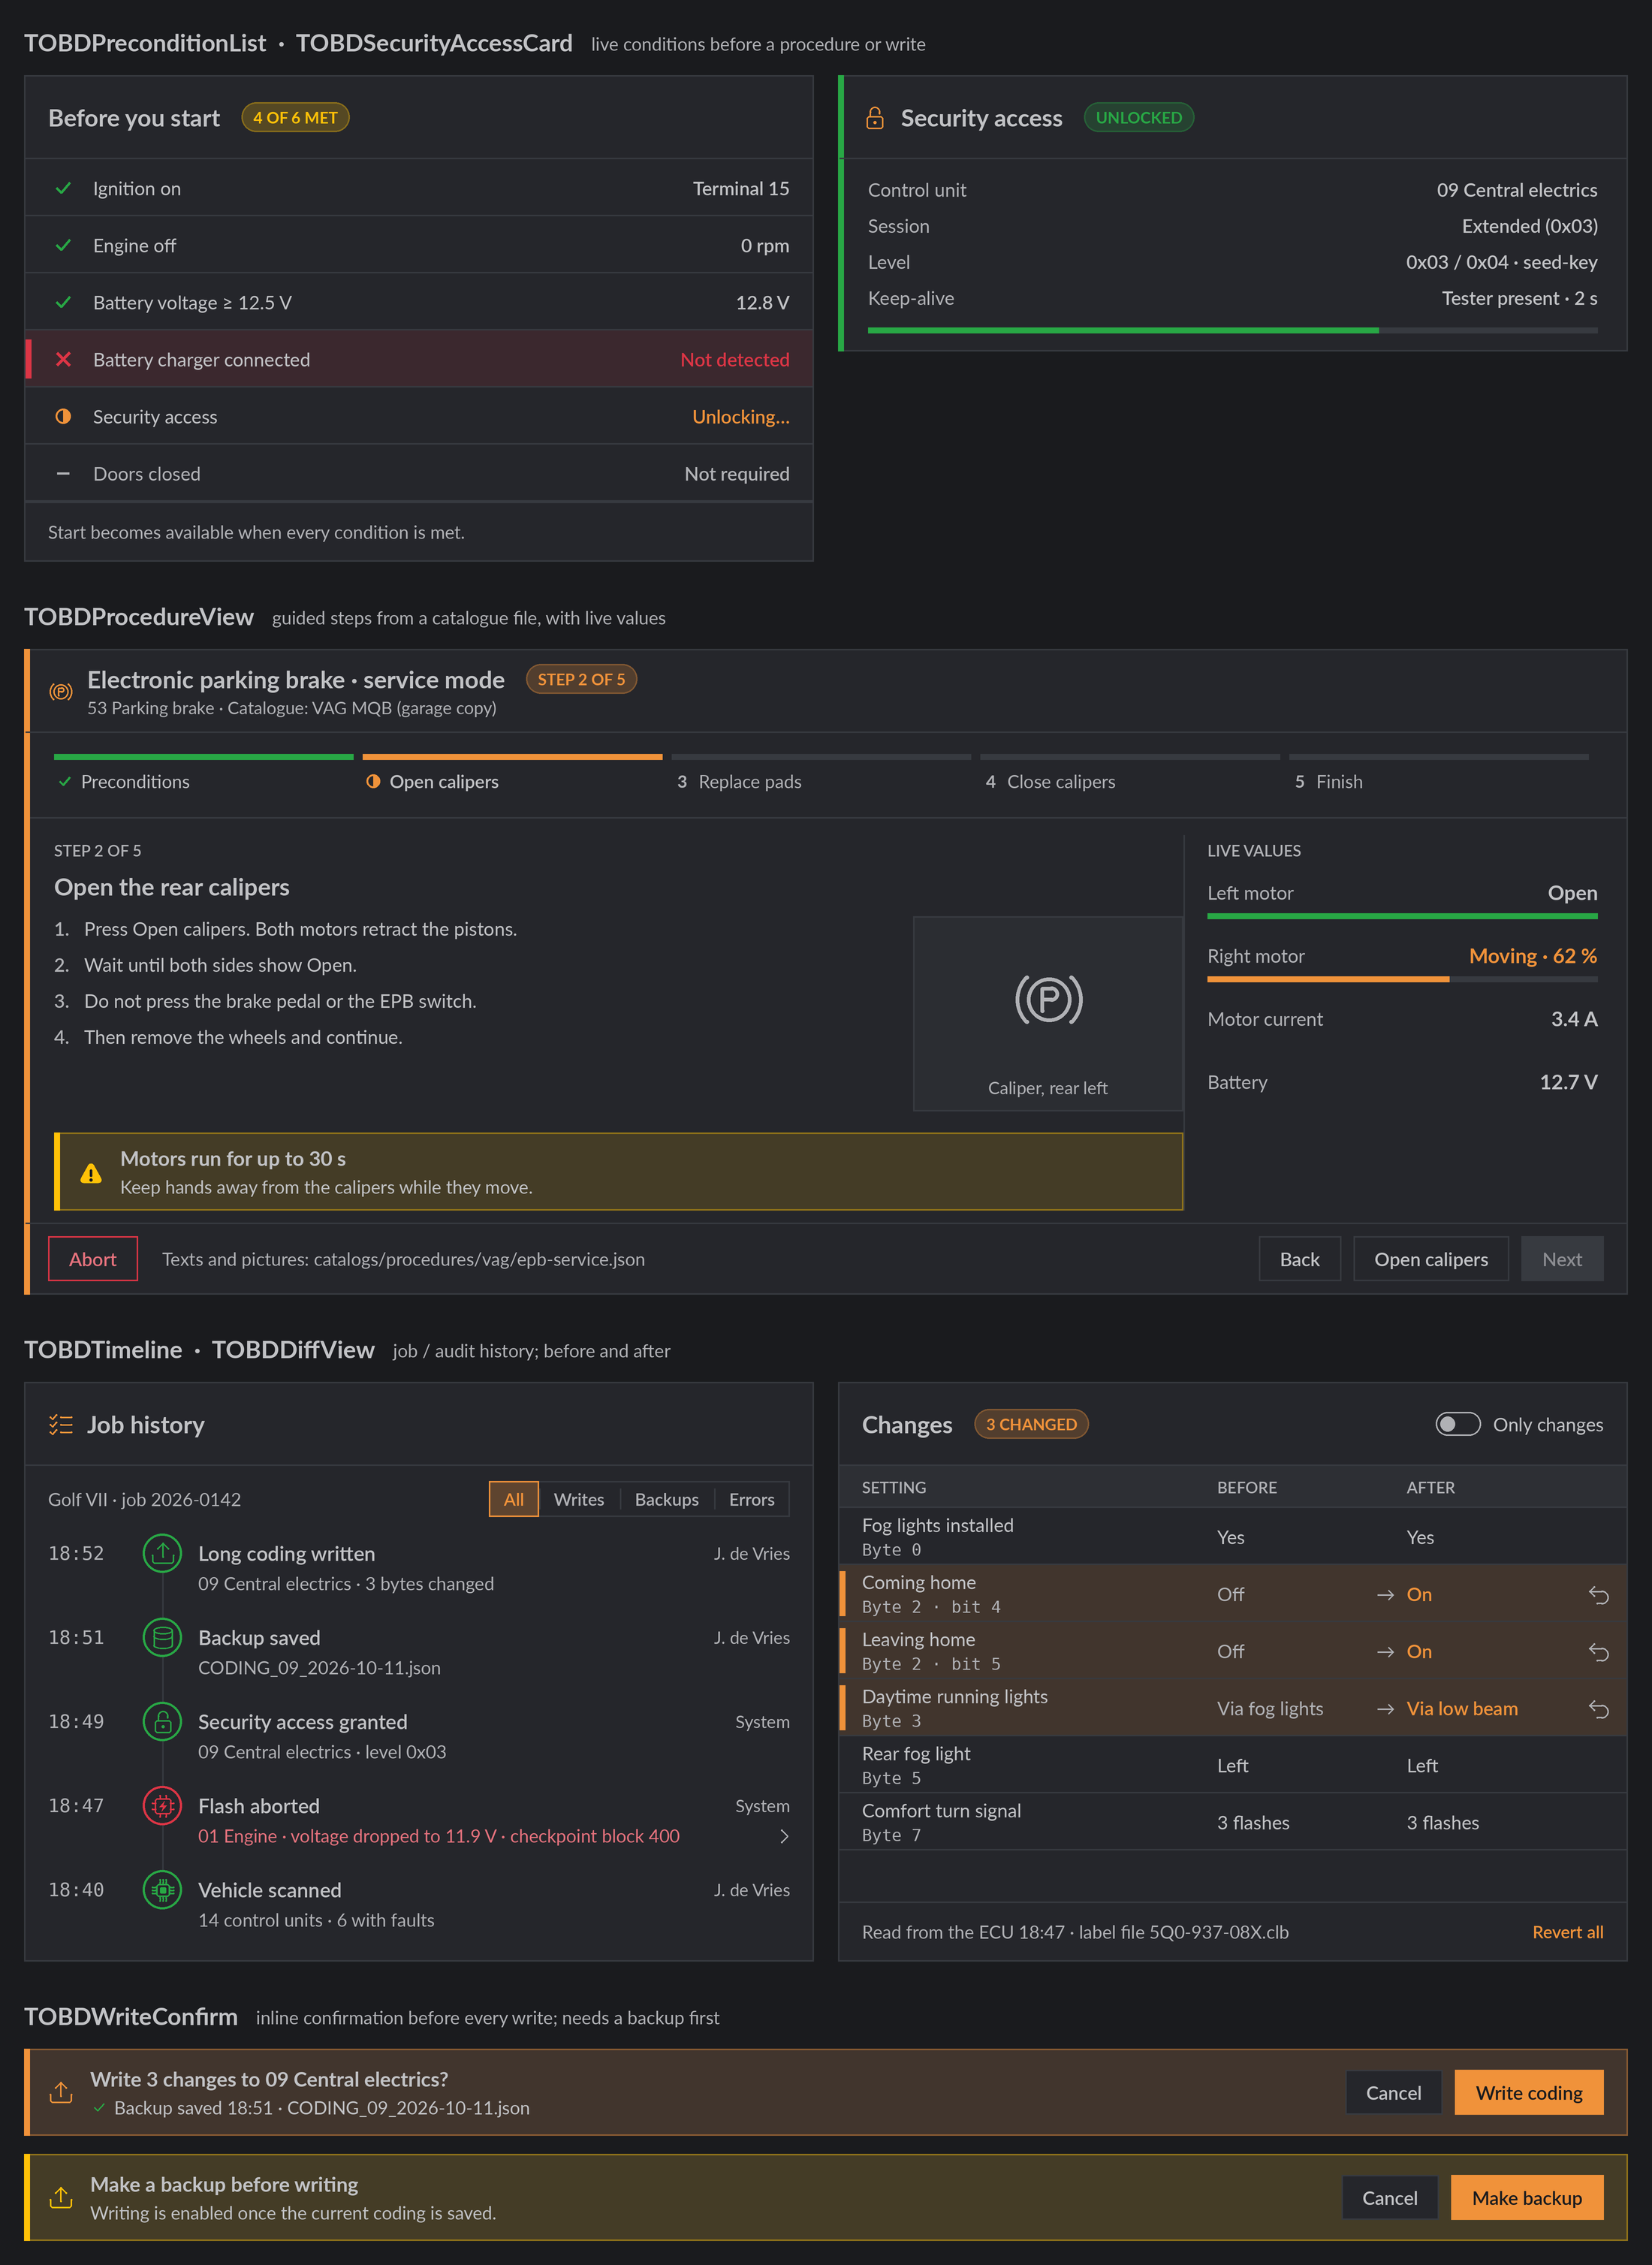 TOBDPreconditionList · TOBDSecurityAccessCard live conditions before a procedure or write
Before you start 4 OF 6 MET
Ignition on Terminal 15
Engine off 0 rpm
Battery voltage ≥ 12.5 V 12.8 V
Battery charger connected Not detected
Security access Unlocking...
Doors closed Not required
Start becomes available when every condition is met.
Security access UNLOCKED
Control unit 09 Central electrics
Session Extended (0x03)
Level 0x03 / 0x04 · seed-key
Keep-alive Tester present · 2 s
TOBDProcedureView guided steps from a catalogue file, with live values
Electronic parking brake · service mode STEP 2 OF 5
53 Parking brake · Catalogue: VAG MQB (garage copy)
Preconditions Open calipers 3 Replace pads 4 Close calipers 5 Finish
STEP 2 OF 5
Open the rear calipers
1. Press Open calipers. Both motors retract the pistons.
2. Wait until both sides show Open.
3. Do not press the brake pedal or the EPB switch.
4. Then remove the wheels and continue.
P
Caliper, rear left
Motors run for up to 30 s
Keep hands away from the calipers while they move.
LIVE VALUES
Left motor Open
Right motor Moving · 62 %
Motor current 3.4 A
Battery 12.7 V
Abort Texts and pictures: catalogs/procedures/vag/epb-service.json Back Open calipers Next
TOBDTimeline · TOBDDiffView job / audit history; before and after
Job history
Golf VII · job 2026-0142 All Writes Backups Errors
18:52 Long coding written J. de Vries
09 Central electrics · 3 bytes changed
18:51 Backup saved J. de Vries
CODING_09_2026-10-11.json
18:49 Security access granted System
09 Central electrics · level 0x03
18:47 Flash aborted System
01 Engine · voltage dropped to 11.9 V · checkpoint block 400
18:40 Vehicle scanned J. de Vries
14 control units · 6 with faults
Changes 3 CHANGED Only changes
SETTING BEFORE AFTER
Fog lights installed Yes Yes
Byte 0
Coming home Off → On
Byte 2 · bit 4
Leaving home Off → On
Byte 2 · bit 5
Daytime running lights Via fog lights → Via low beam
Byte 3
Rear fog light Left Left
Byte 5
Comfort turn signal 3 flashes 3 flashes
Byte 7
Read from the ECU 18:47 · label file 5Q0-937-08X.clb Revert all
TOBDWriteConfirm inline confirmation before every write; needs a backup first
Write 3 changes to 09 Central electrics?
Backup saved 18:51 · CODING_09_2026-10-11.json
Cancel Write coding
Make a backup before writing
Writing is enabled once the current coding is saved.
Cancel Make backup